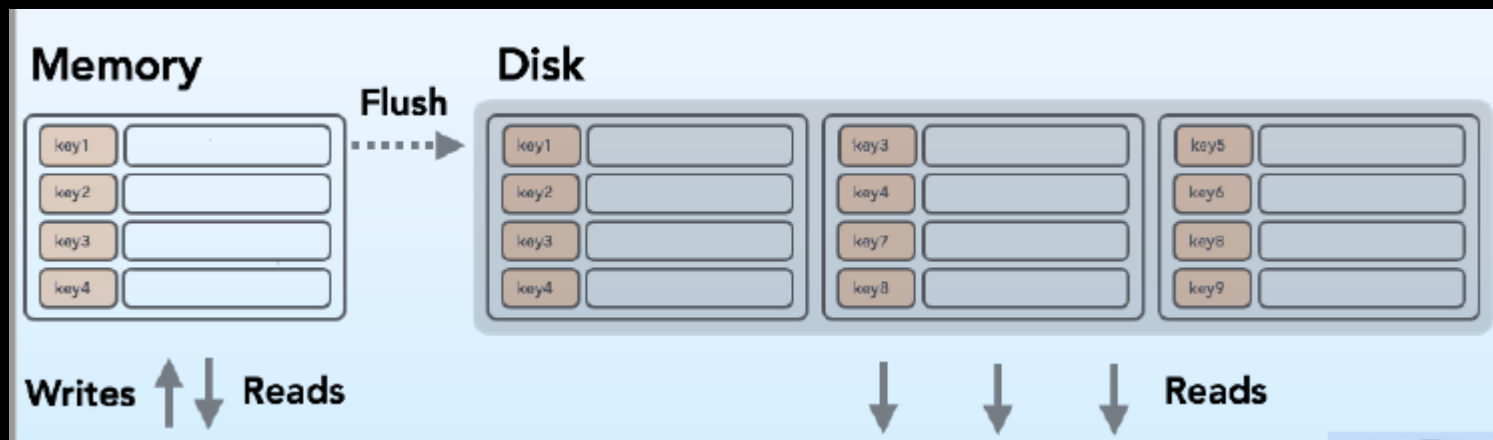 Memory
Disk
Flush
key1
key2
key3
key4
key1
key2
key3
key4
key3
key4
key7
key8
key5
key6
key8
key9
Writes
Reads
Reads